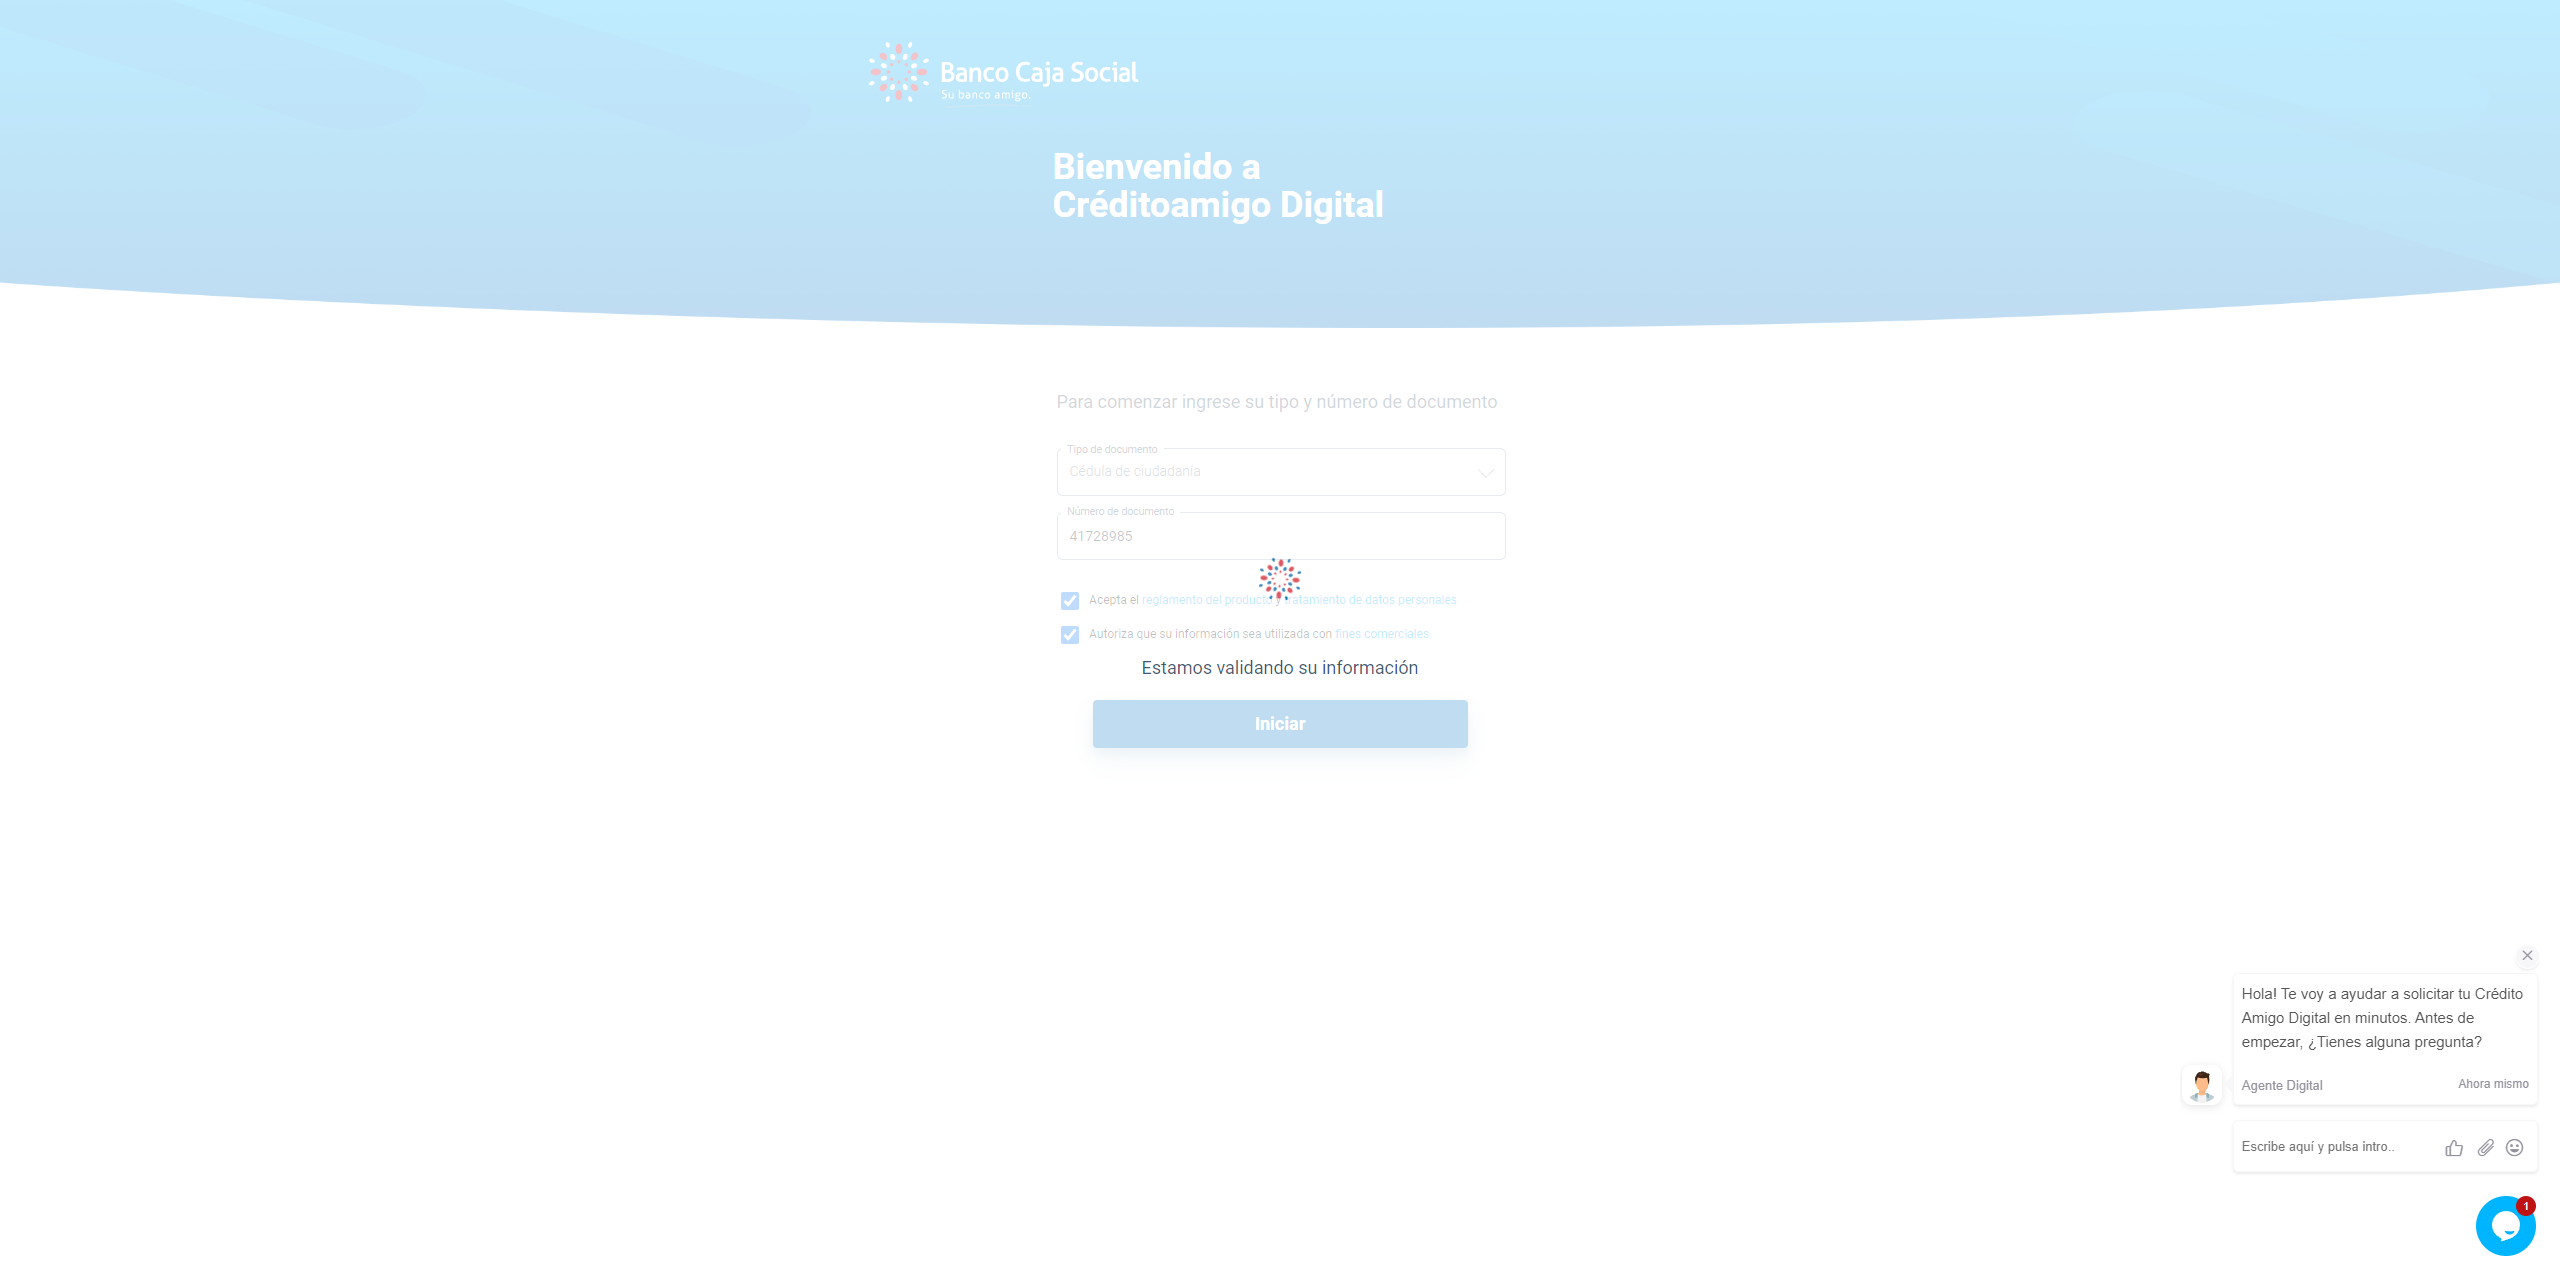 Banco Caja Social
Su banco amigo.
Bienvenido a
Créditoamigo Digital
Para comenzar ingrese su tipo y número de documento
Tipo de documento
Cédula de ciudadanía
Número de documento
41728985
Acepta el reglamento del producto y tratamiento de datos personales
Autoriza que su información sea utilizada con fines comerciales
Estamos validando su información
Iniciar
Hola! Te voy a ayudar a solicitar tu Crédito
Amigo Digital en minutos. Antes de
empezar, ¿Tienes alguna pregunta?
Agente Digital
Ahora mismo
Escribe aquí y pulsa intro..
1